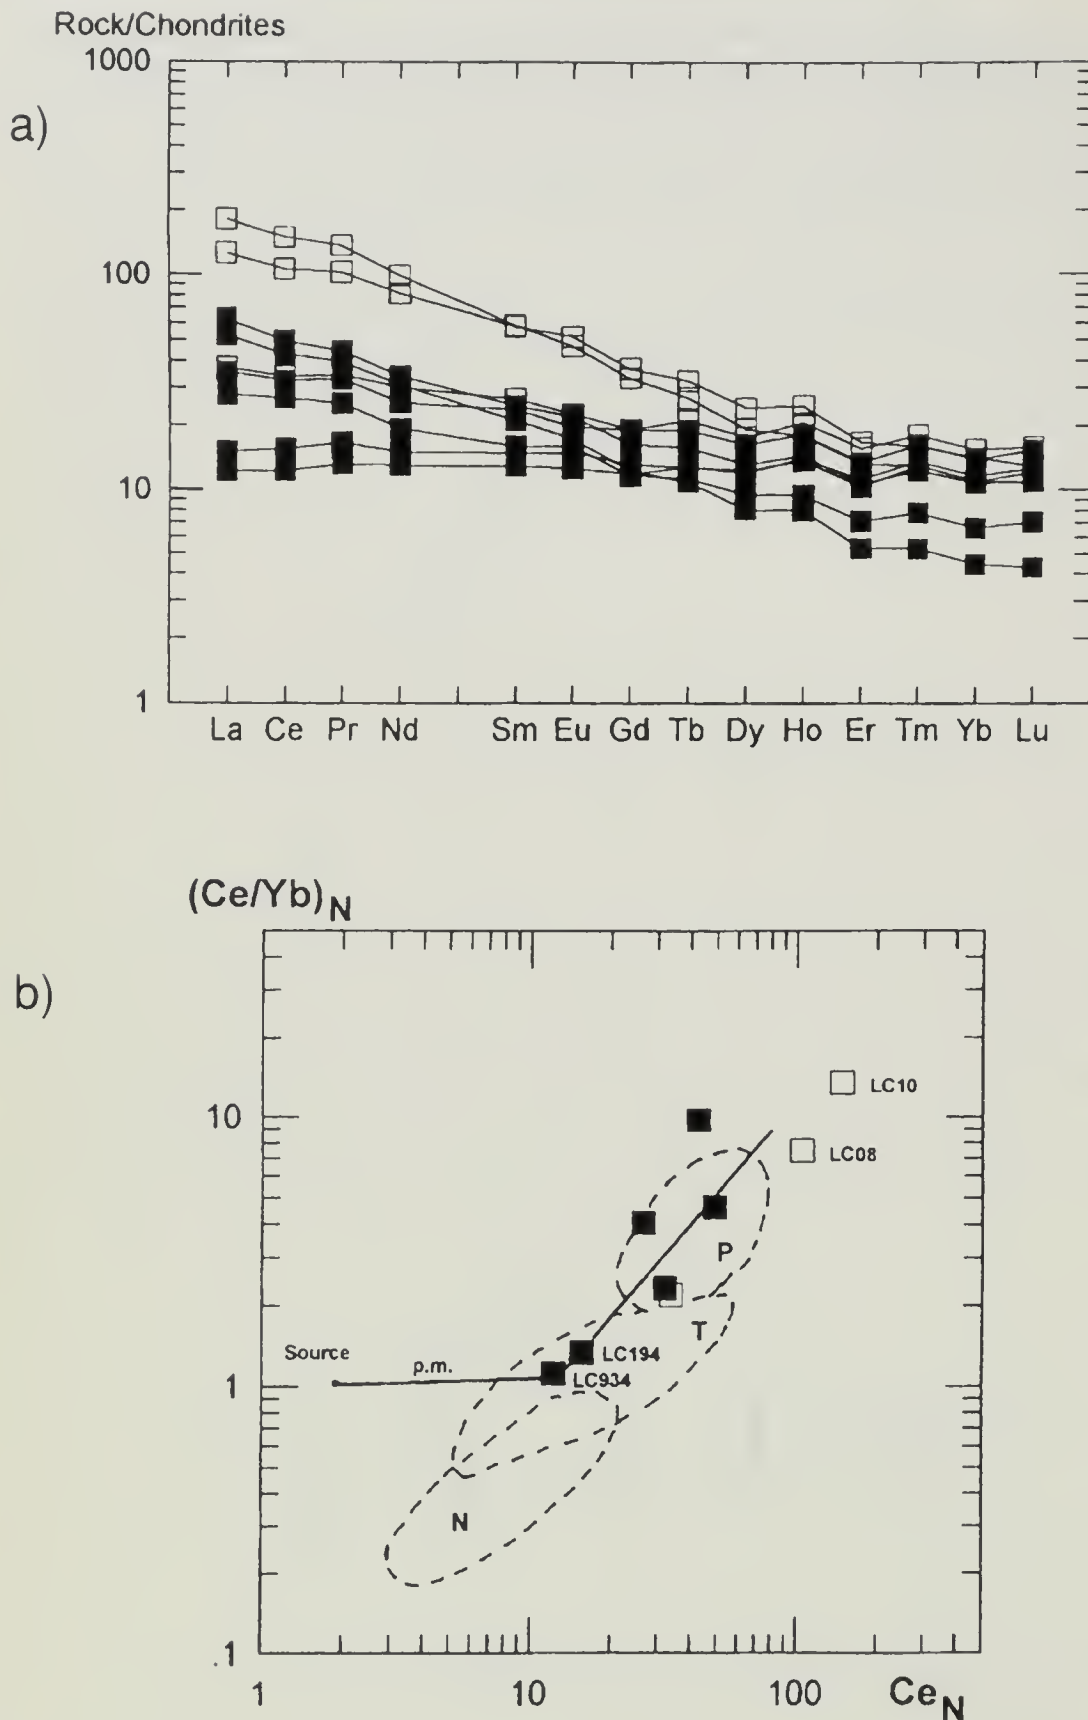 Rock/Chondrites
a)
1000
100
10
1
La Ce Pr Nd Sm Eu Gd Tb Dy Ho Er Tm Yb Lu
(Ce/Yb)N
b)
LC10
10
LC08
P
T
Source
p.m.
LC194
LC934
1
N
.1
1 10 100 CeN